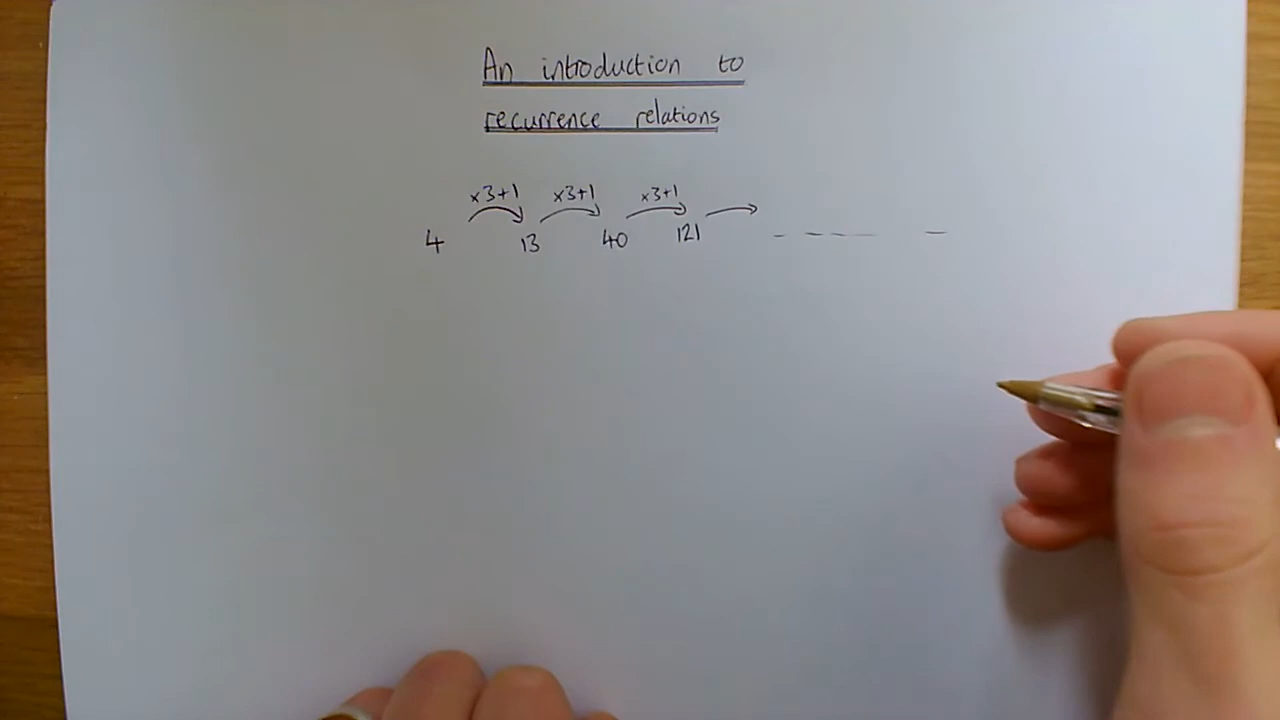 An introduction to
recurrence relations
×3+1 ×3+1 ×3+1
4 13 40 121 - - - - -